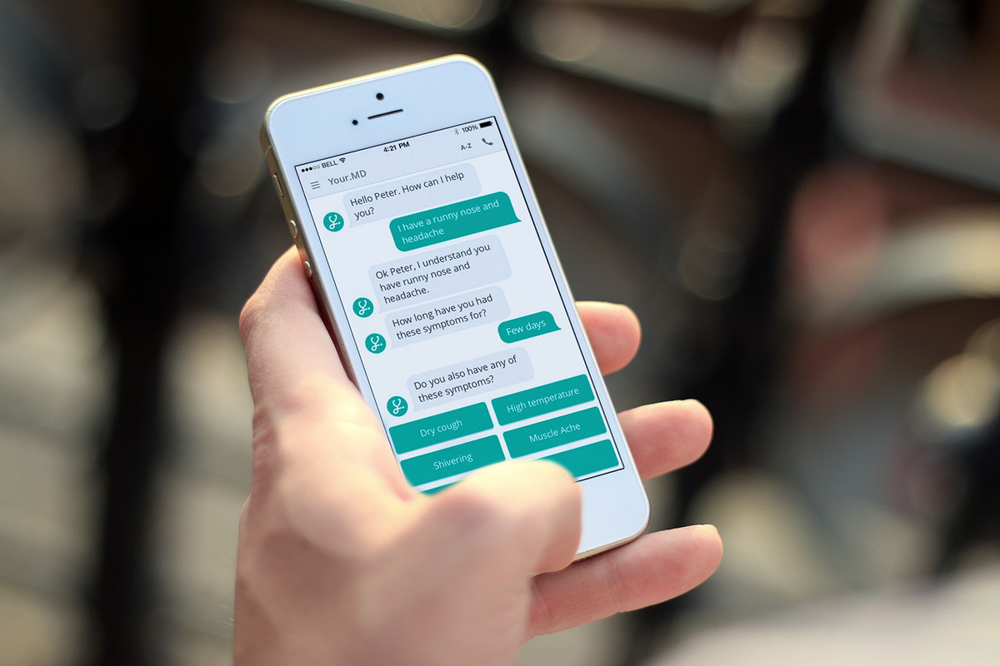 BELL 4:21 PM 100%
Your.MD A-Z
Hello Peter. How can I help
you?
I have a runny nose and
headache
Ok Peter, I understand you
have runny nose and
headache.
How long have you had
these symptoms for?
Few days
Do you also have any of
these symptoms?
Dry cough High temperature
Shivering Muscle Ache